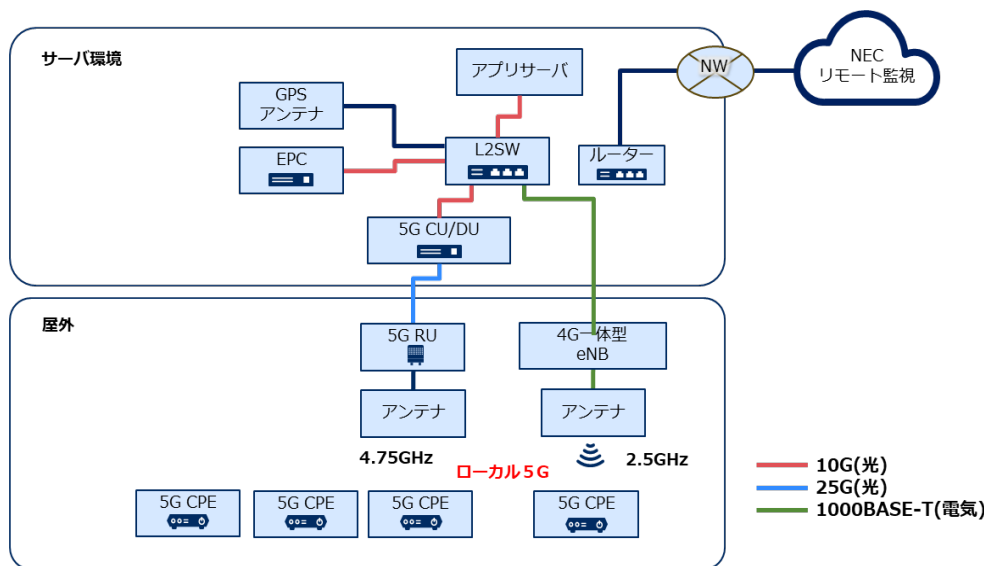 サーバ環境
アプリサーバ
NW
NEC
リモート監視
GPS
アンテナ
EPC
L2SW
ルーター
5G CU/DU
屋外
5G RU
4G一体型
eNB
アンテナ
アンテナ
4.75GHz
2.5GHz
ローカル５G
5G CPE
5G CPE
5G CPE
5G CPE
10G(光)
25G(光)
1000BASE-T(電気)